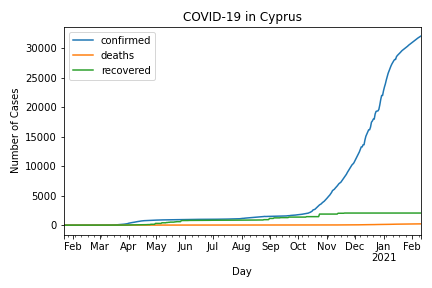 COVID-19 in Cyprus
confirmed
deaths
recovered
Number of Cases
30000
25000
20000
15000
10000
5000
0
Feb Mar Apr May Jun Jul Aug Sep Oct Nov Dec Jan Feb
2021
Day